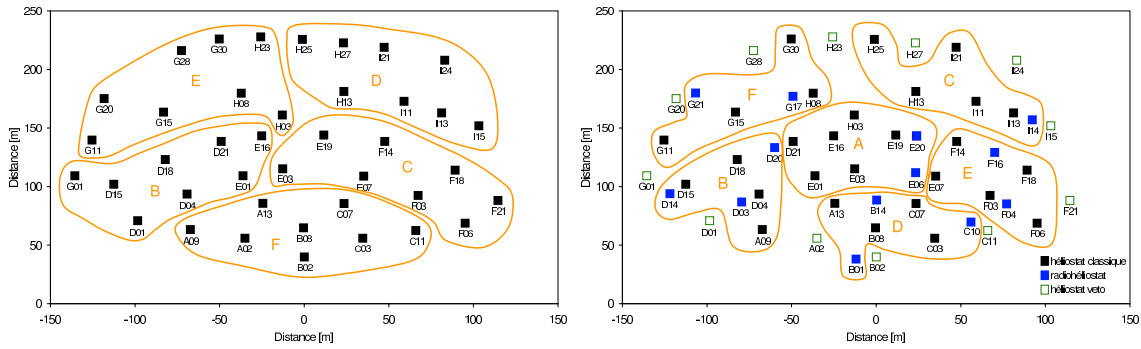 250
200
150
100
50
0
-150
-100
-50
0
50
100
150
Distance [m]
Distance [m]
G30
H23
G28
H25
H27
I21
I24
E
D
H08
G20
G15
H03
H13
I11
I13
I15
G11
D21
E16
E19
F14
D18
C
G01
D15
B
E01
E03
E07
F18
D04
F03
F21
D01
A13
C07
F05
A09
A02
B08
C03
F06
F
B02
250
200
150
100
50
0
-150
-100
-50
0
50
100
150
Distance [m]
Distance [m]
G30
H23
G28
H25
H27
I21
I24
C
F
G20
G21
G17
H08
H13
I11
G15
H03
I13
I14
I15
G11
D21
E16
A
E19
E20
F14
D20
F16
D18
G01
D15
B
E01
E03
E06
E07
E
F18
D14
D03
D04
F03
F04
F21
D01
A13
B14
C07
A09
A02
B08
D
C03
C10
C11
F06
B01
B02
héliostat classique
radiohéliostat
héliostat veto